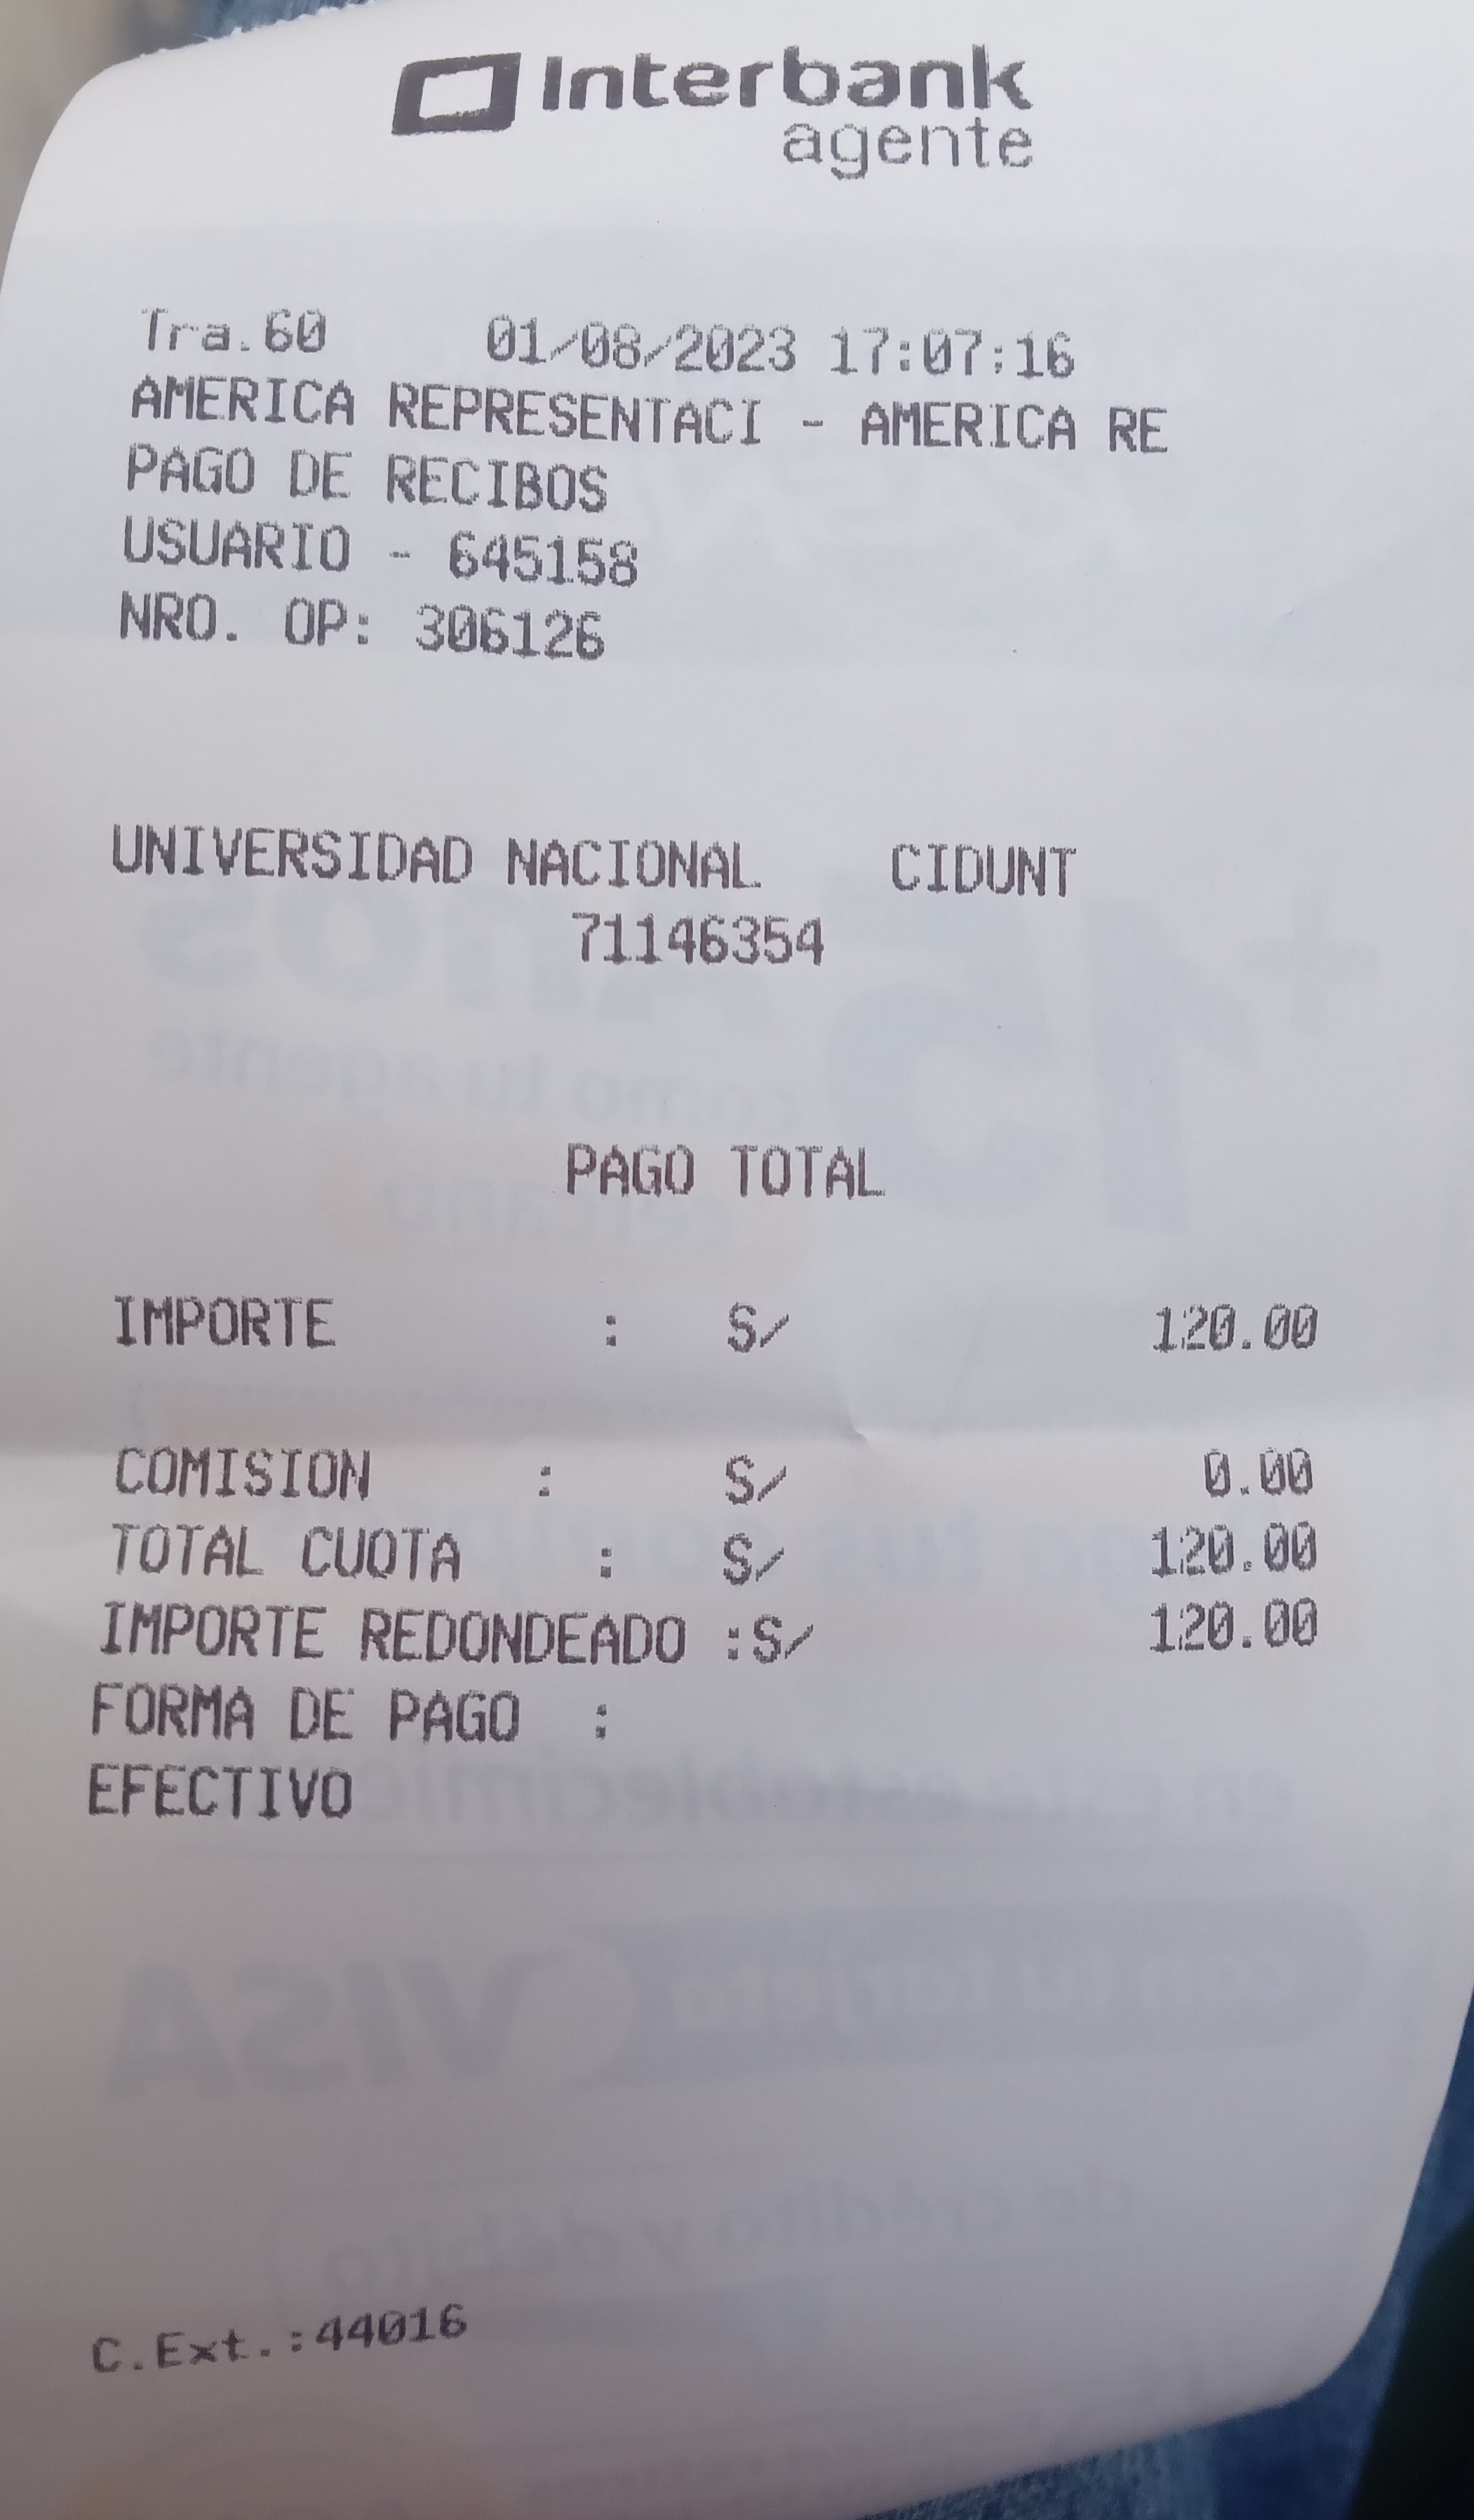 Interbank
agente
Tra.60 01/08/2023 17:07:16
AMERICA REPRESENTACI - AMERICA RE
PAGO DE RECIBOS
USUARIO - 645158
NRO. OP: 306126
UNIVERSIDAD NACIONAL CIDUNT
71146354
PAGO TOTAL
IMPORTE : S/ 120.00
COMISION : S/ 0.00
TOTAL CUOTA : S/ 120.00
IMPORTE REDONDEADO :S/ 120.00
FORMA DE PAGO :
EFECTIVO
C.Ext.:44016